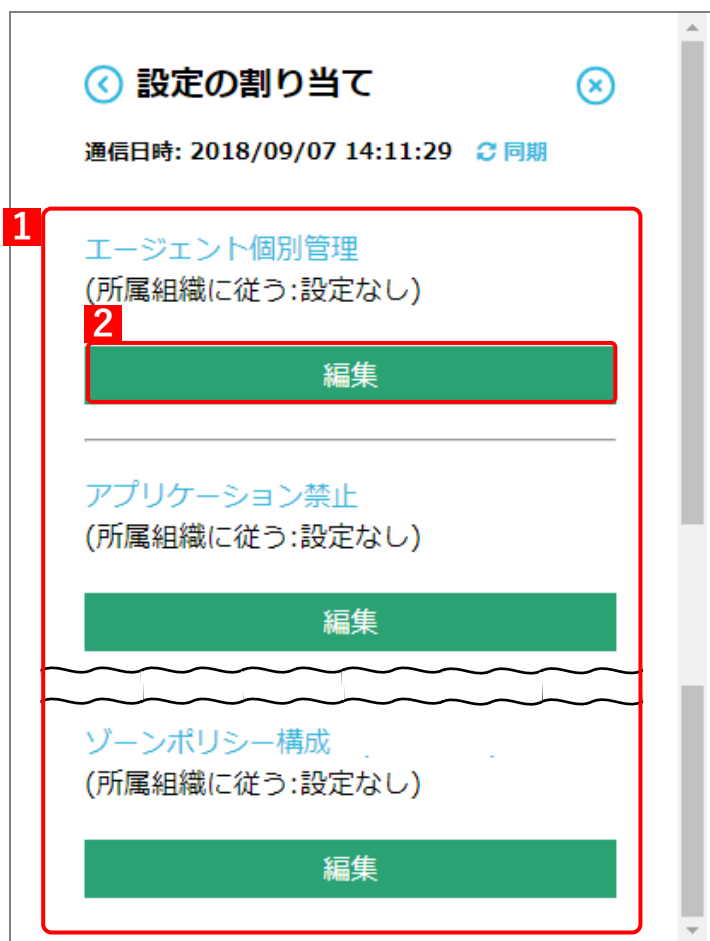 設定の割り当て
通信日時: 2018/09/07 14:11:29 同期
1
エージェント個別管理
(所属組織に従う:設定なし)
2
編集
アプリケーション禁止
(所属組織に従う:設定なし)
編集
ゾーンポリシー構成
(所属組織に従う:設定なし)
編集